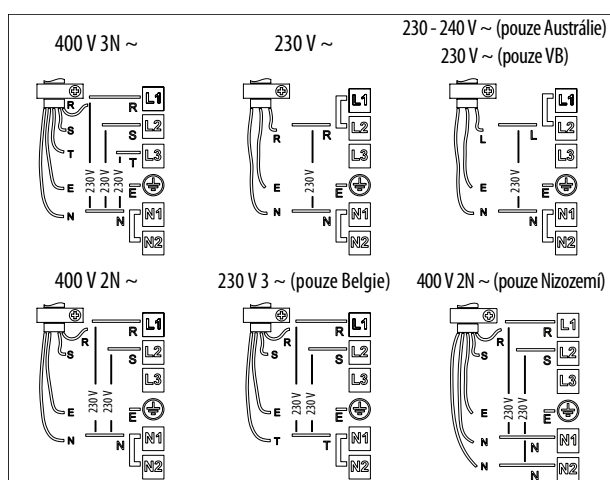 400 V 3N ~
R
R
L1
S
S
L2
T
T
L3
230 V
230 V
230 V
E
E
N
N
N1
N2
230 V ~
L1
R
R
L2
L3
230 V
E
E
N
N
N1
N2
230 - 240 V ~ (pouze Austrálie)
230 V ~ (pouze VB)
L1
L
L
L2
L3
230 V
E
E
N
N
N1
N2
400 V 2N ~
R
R
L1
S
S
L2
L3
230 V
230 V
E
E
N
N
N1
N2
230 V 3 ~ (pouze Belgie)
R
R
L1
S
S
L2
L3
230 V
230 V
E
E
T
T
N1
N2
400 V 2N ~ (pouze Nizozemí)
R
R
L1
S
S
L2
L3
230 V
230 V
E
E
N
N
N1
N
N
N2